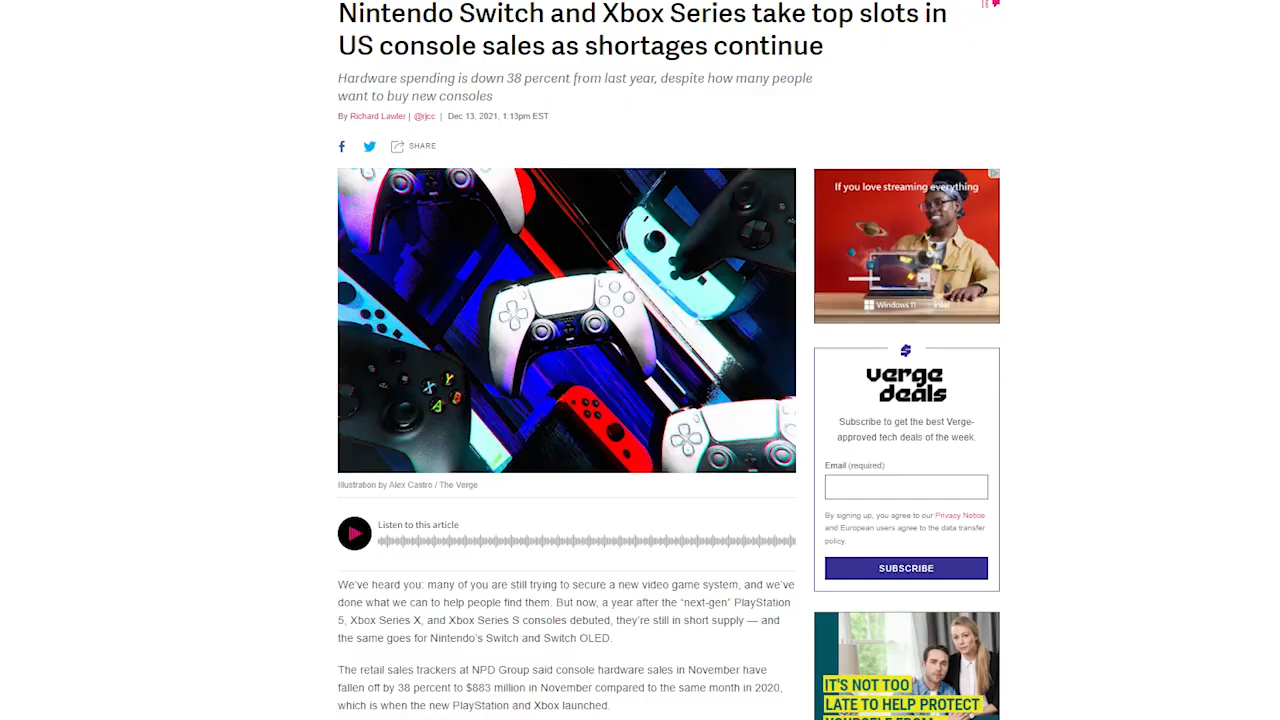 Nintendo Switch and Xbox Series take top slots in
US console sales as shortages continue
Hardware spending is down 38 percent from last year, despite how many people
want to buy new consoles
By Richard Lawler | @rjcc | Dec 13, 2021, 1:13pm EST
SHARE
If you love streaming everything
Windows 11 intel
X Y A B
Illustration by Alex Castro / The Verge
Listen to this article
We've heard you: many of you are still trying to secure a new video game system, and we've
done what we can to help people find them. But now, a year after the “next-gen” PlayStation
5, Xbox Series X, and Xbox Series S consoles debuted, they're still in short supply — and
the same goes for Nintendo's Switch and Switch OLED.
The retail sales trackers at NPD Group said console hardware sales in November have
fallen off by 38 percent to $883 million in November compared to the same month in 2020,
which is when the new PlayStation and Xbox launched.
verge
deals
Subscribe to get the best Verge-
approved tech deals of the week.
Email (required)
By signing up, you agree to our Privacy Notice
and European users agree to the data transfer
policy.
SUBSCRIBE
IT'S NOT TOO
LATE TO HELP PROTECT